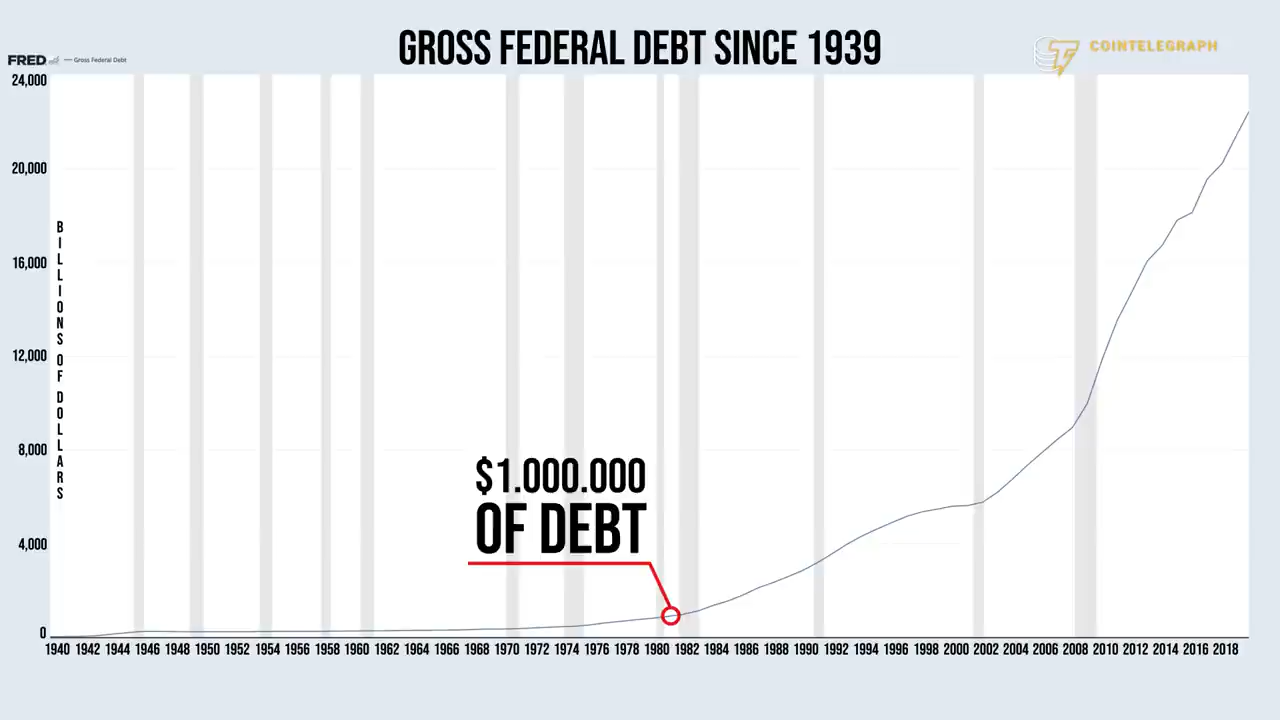 GROSS FEDERAL DEBT SINCE 1939
COINTELEGRAPH
FRED
Gross Federal Debt
24,000
20,000
16,000
12,000
8,000
4,000
0
BILLIONS OF DOLLARS
$1.000.000
OF DEBT
1940 1942 1944 1946 1948 1950 1952 1954 1956 1958 1960 1962 1964 1966 1968 1970 1972 1974 1976 1978 1980 1982 1984 1986 1988 1990 1992 1994 1996 1998 2000 2002 2004 2006 2008 2010 2012 2014 2016 2018